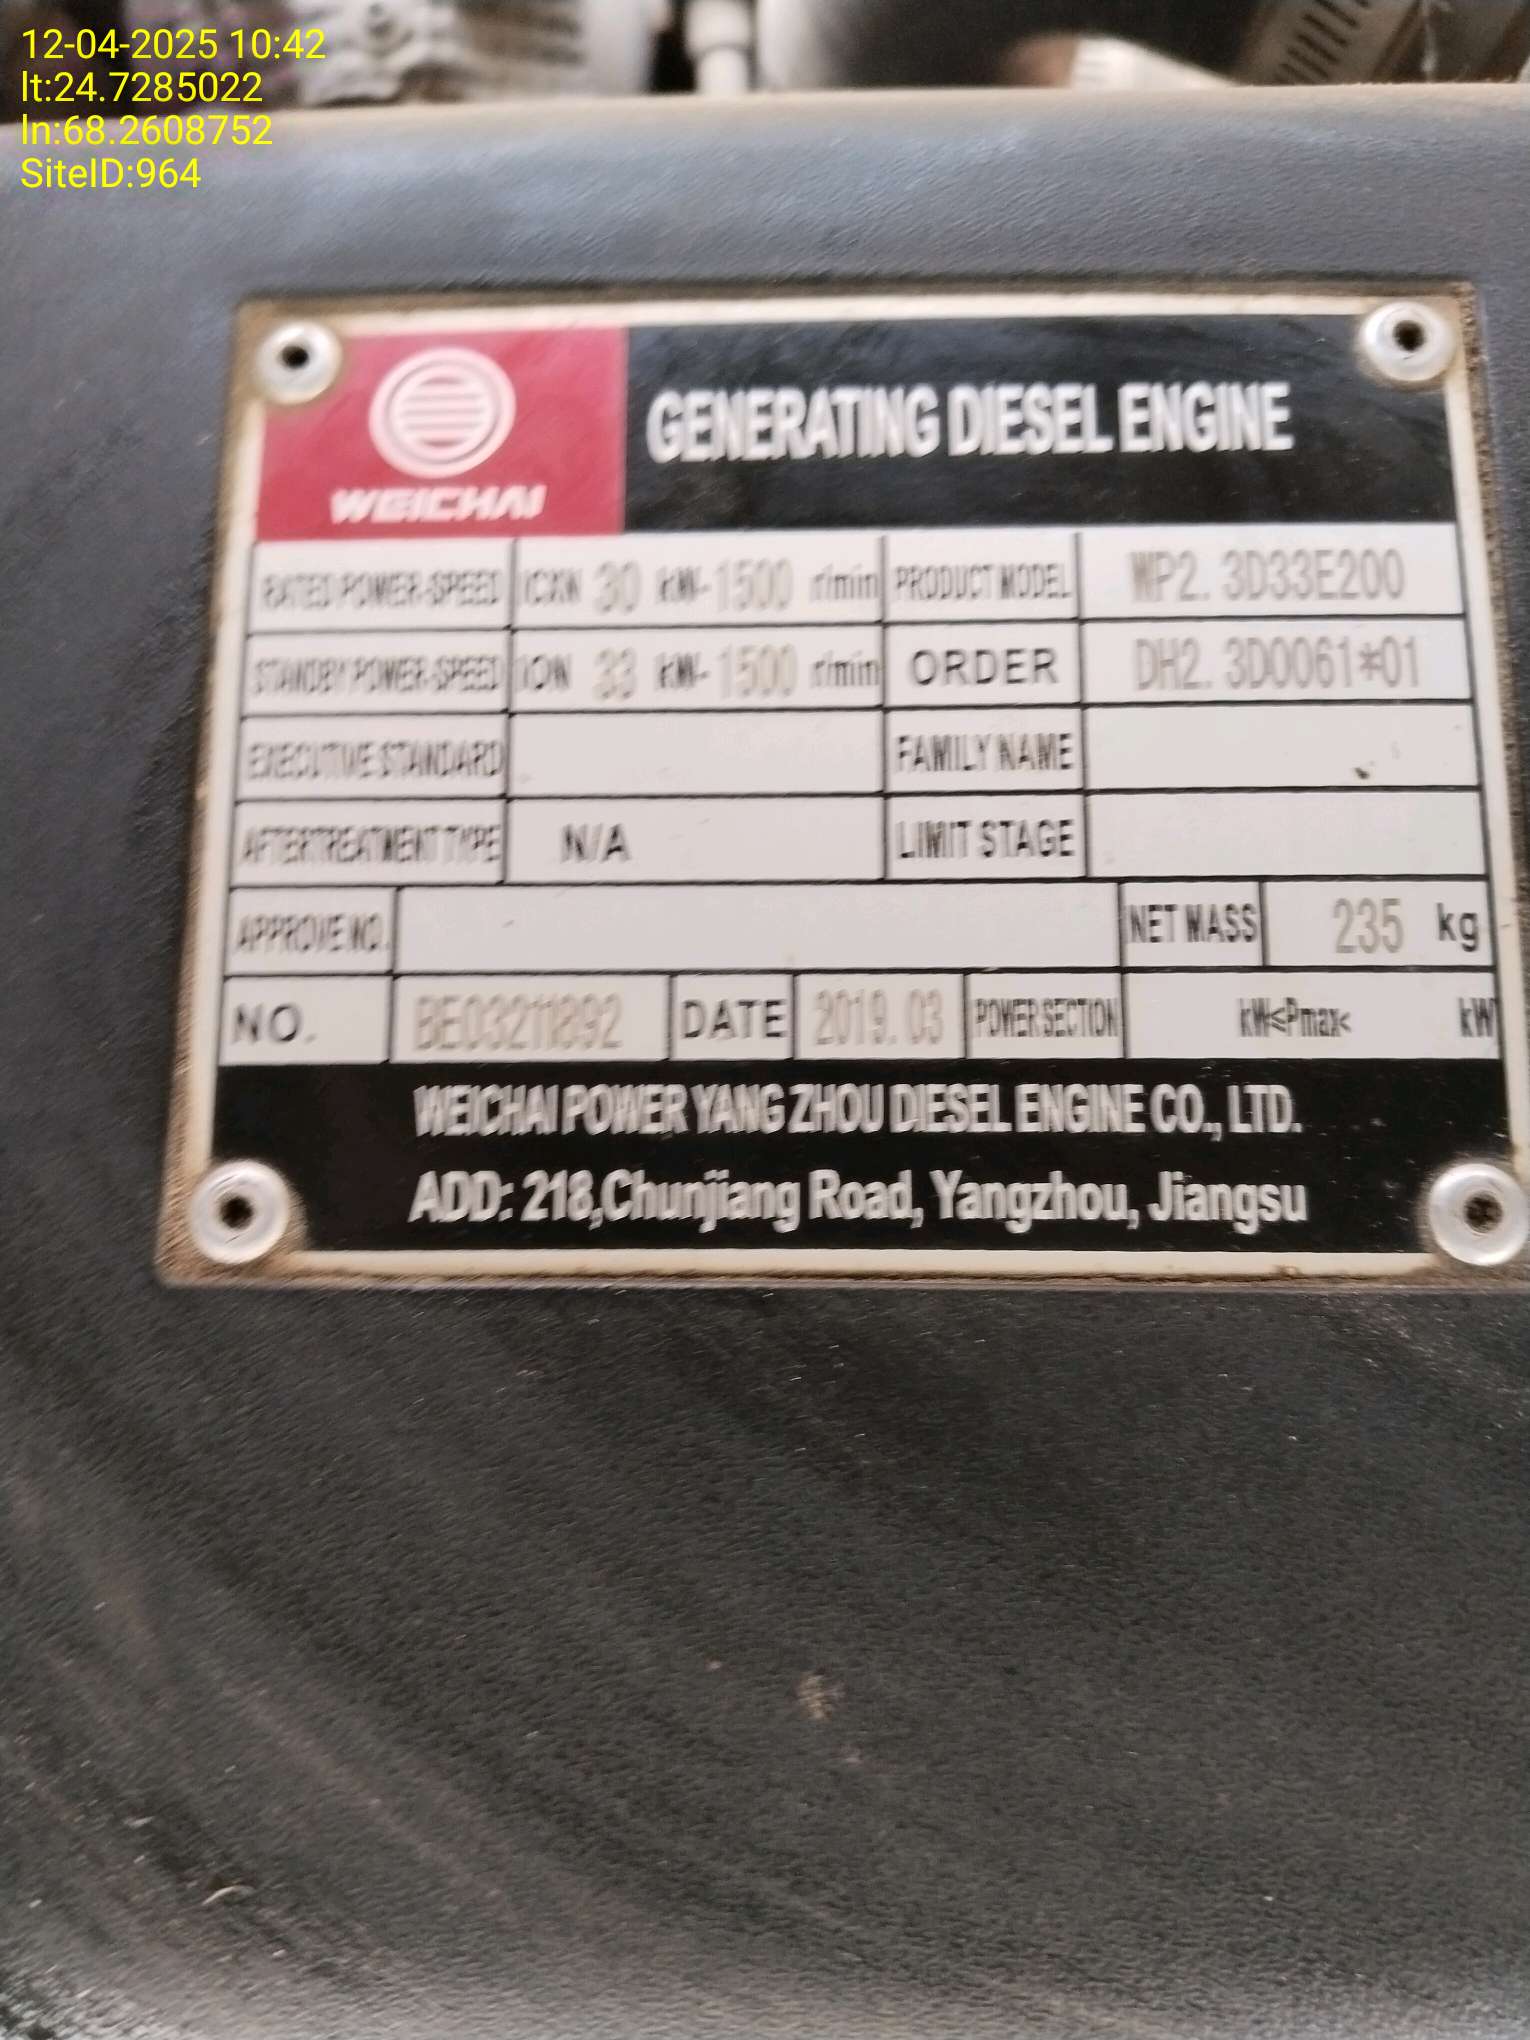 12-04-2025 10:42
lt:24.7285022
ln:68.2608752
SiteID:964
WEICHAI
GENERATING DIESEL ENGINE
RATED POWER-SPEED ICXN 30 kW- 1500 r/min PRODUCT MODEL WP2. 3D33E200
STANDBY POWER-SPEED ION 33 kW- 1500 r/min ORDER DH2. 3D0061*01
EXECUTIVE STANDARD FAMILY NAME
AFTERTREATMENT TYPE N/A LIMIT STAGE
APPROVE NO. NET MASS 235 kg
NO. BE03211892 DATE 2019. 03 POWER SECTION kW≤Pmax< kW
WEICHAI POWER YANG ZHOU DIESEL ENGINE CO., LTD.
ADD: 218,Chunjiang Road, Yangzhou, Jiangsu